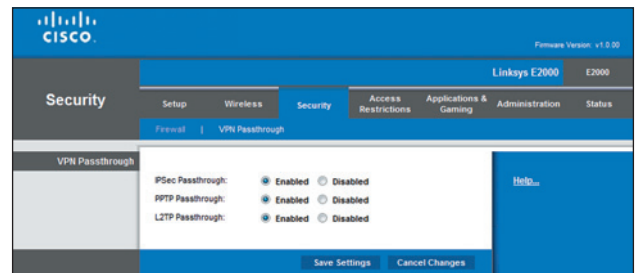 CISCO.
Firmware Version: v1.0.00
Linksys E2000 E2000
Security
Setup Wireless Security Access Restrictions Applications & Gaming Administration Status
Firewall | VPN Passthrough
VPN Passthrough
IPSec Passthrough: Enabled Disabled
PPTP Passthrough: Enabled Disabled
L2TP Passthrough: Enabled Disabled
Help...
Save Settings Cancel Changes